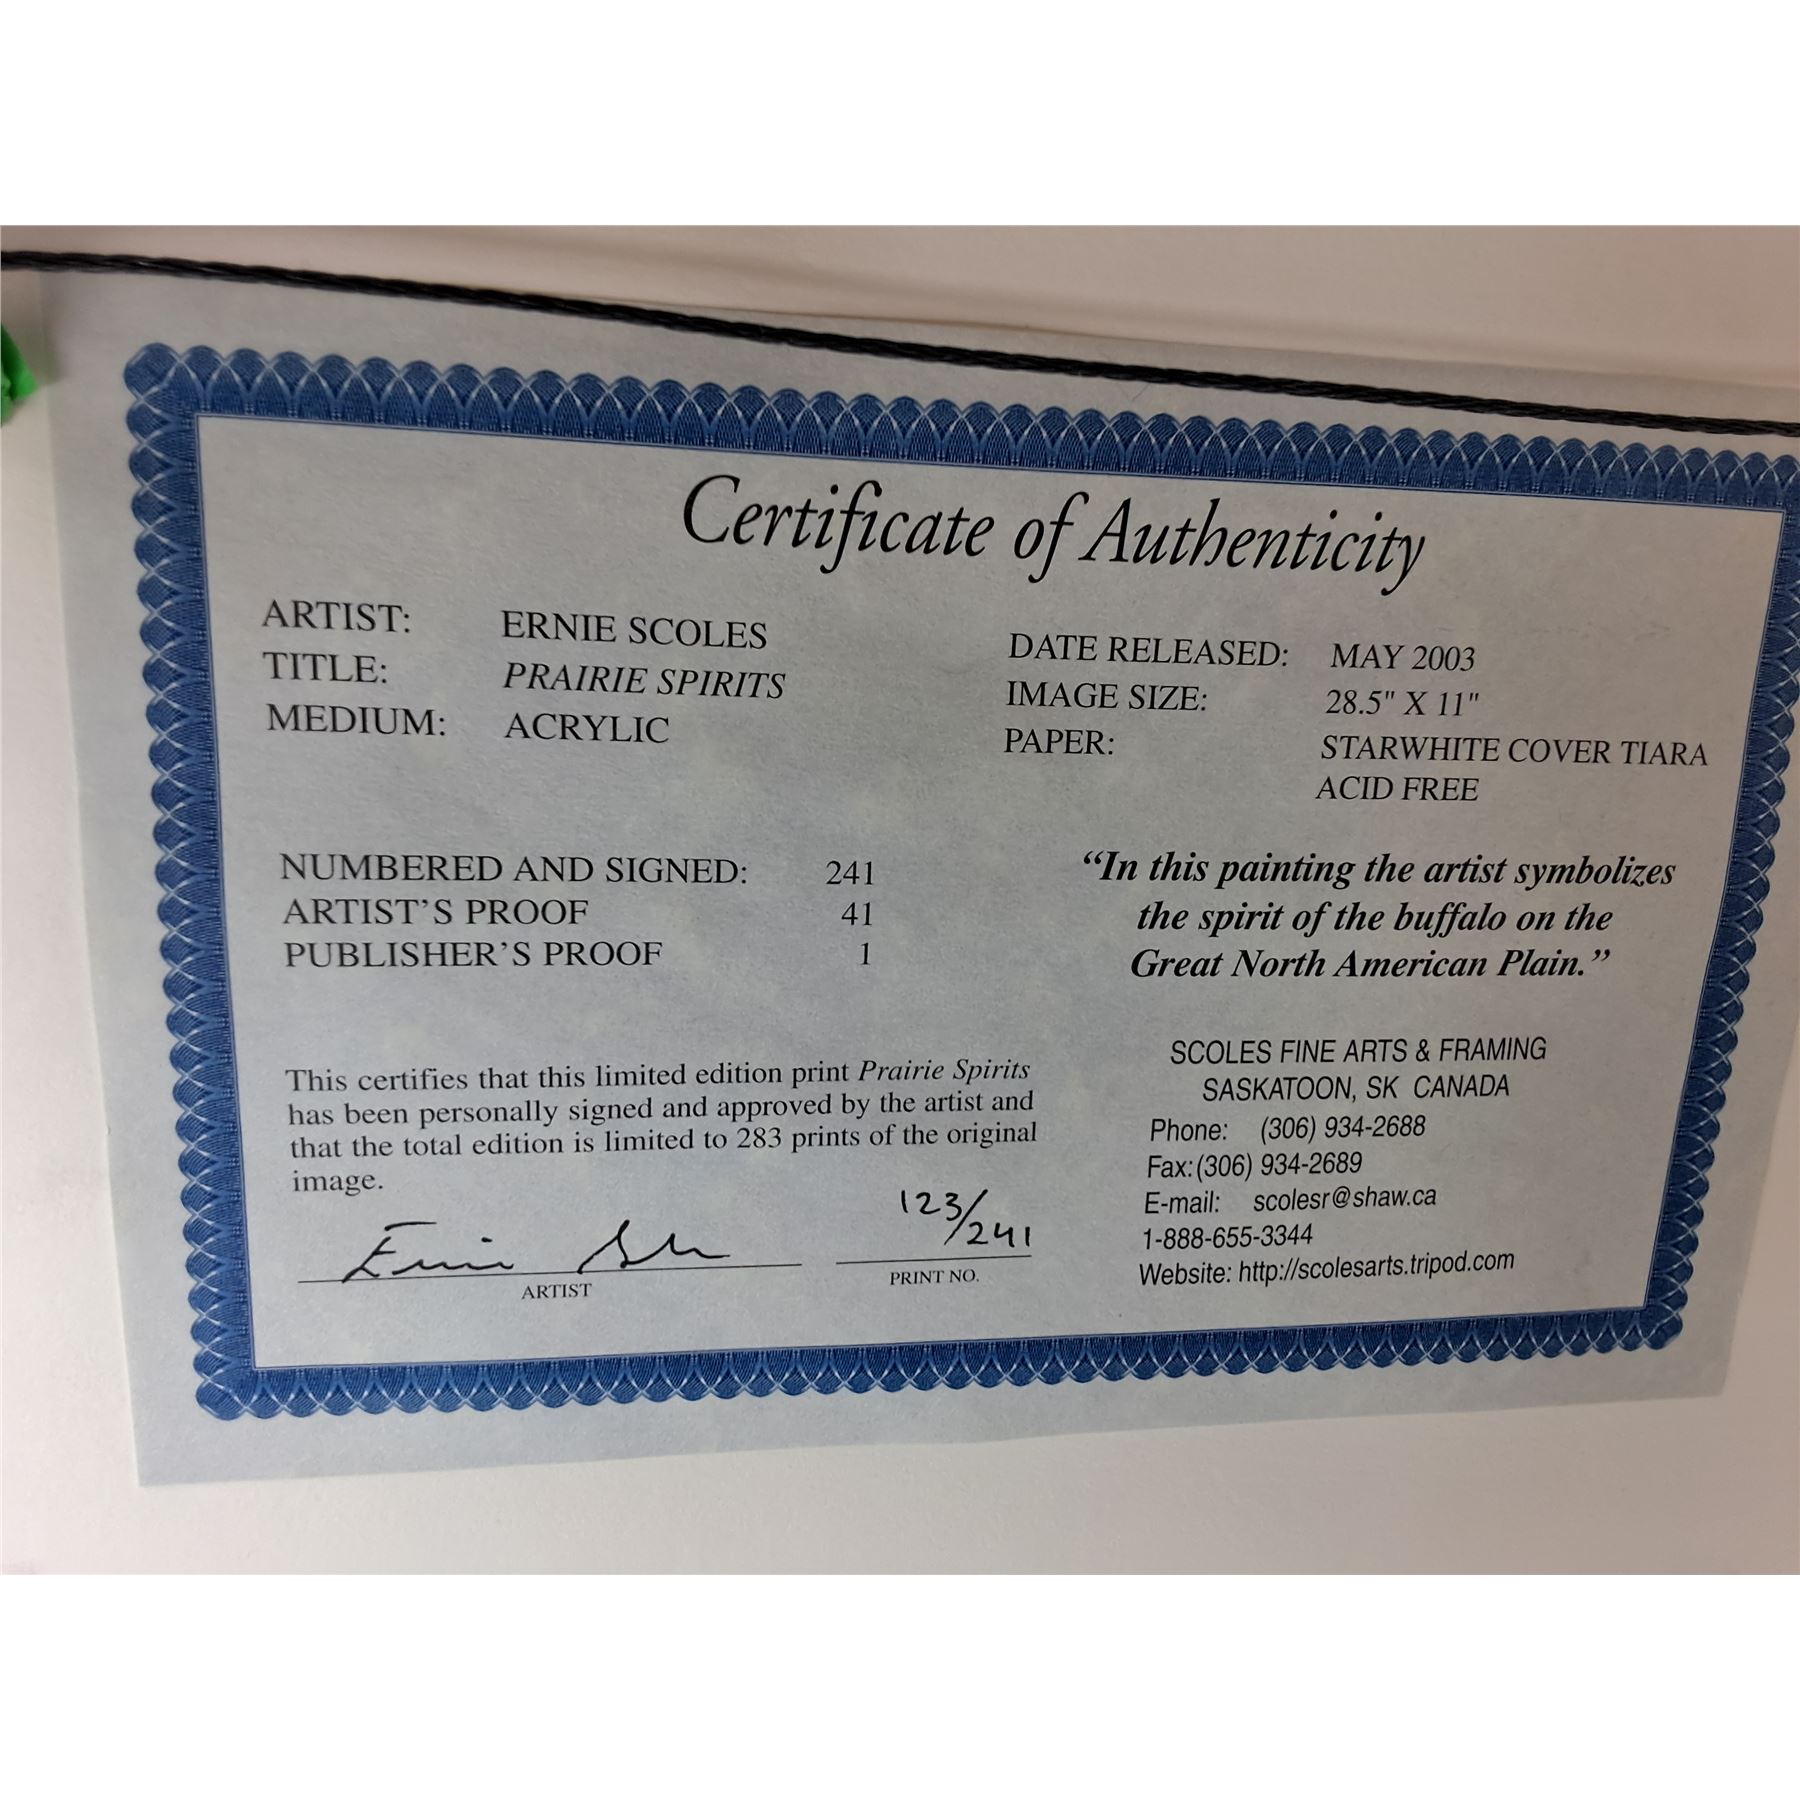 Certificate of Authenticity
ARTIST: ERNIE SCOLES
TITLE: PRAIRIE SPIRITS
MEDIUM: ACRYLIC
DATE RELEASED: MAY 2003
IMAGE SIZE: 28.5" X 11"
PAPER: STARWHITE COVER TIARA
ACID FREE
NUMBERED AND SIGNED: 241
ARTIST'S PROOF 41
PUBLISHER'S PROOF 1
"In this painting the artist symbolizes
the spirit of the buffalo on the
Great North American Plain."
This certifies that this limited edition print Prairie Spirits
has been personally signed and approved by the artist and
that the total edition is limited to 283 prints of the original
image.
Ernie Scoles
ARTIST
123/241
PRINT NO.
SCOLES FINE ARTS & FRAMING
SASKATOON, SK CANADA
Phone: (306) 934-2688
Fax:(306) 934-2689
E-mail: scolesr@shaw.ca
1-888-655-3344
Website: http://scolesarts.tripod.com